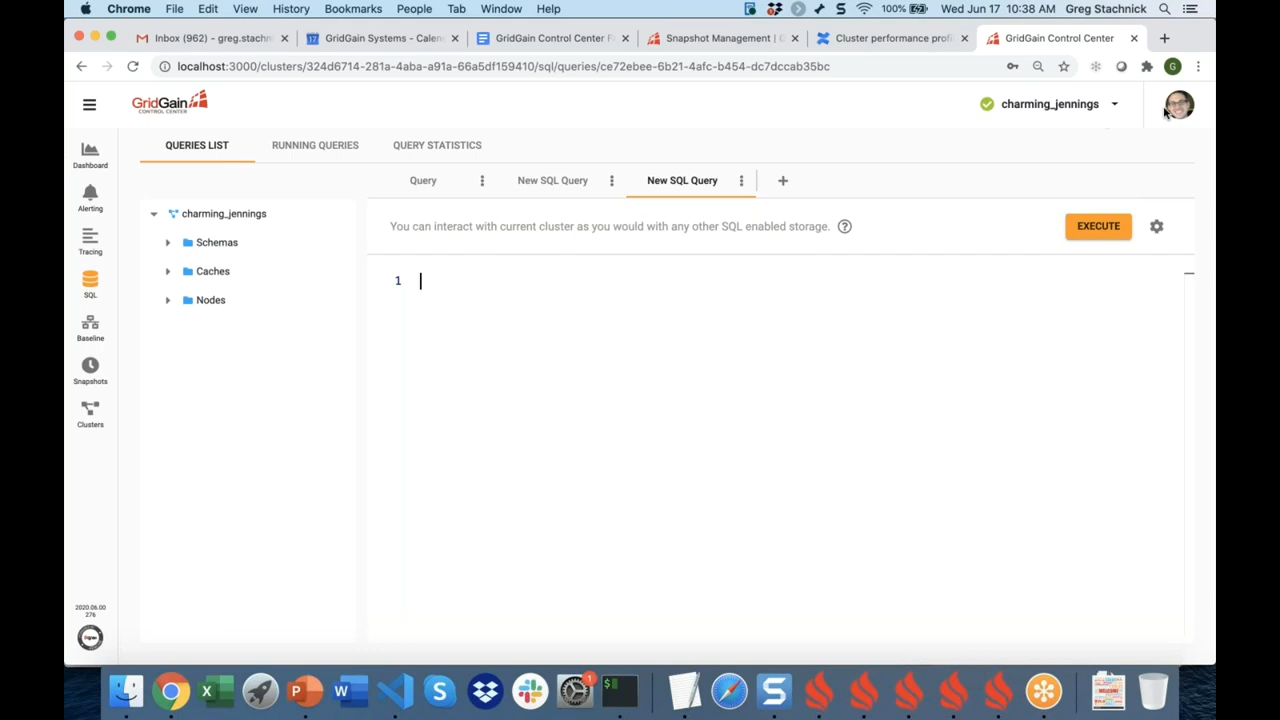 Chrome File Edit View History Bookmarks People Tab Window Help 100% Wed Jun 17 10:38 AM Greg Stachnick
Inbox (962) - greg.stachn GridGain Systems - Calen GridGain Control Center F Snapshot Management | G Cluster performance profi GridGain Control Center
localhost:3000/clusters/324d6714-281a-4aba-a91a-66a5df159410/sql/queries/ce72ebee-6b21-4afc-b454-dc7dccab35bc G
GridGain
CONTROL CENTER
charming_jennings
QUERIES LIST RUNNING QUERIES QUERY STATISTICS
Query New SQL Query New SQL Query
You can interact with current cluster as you would with any other SQL enabled storage. EXECUTE
1
charming_jennings
Schemas
Caches
Nodes
Dashboard
Alerting
Tracing
SQL
Baseline
Snapshots
Clusters
2020.06.00
276